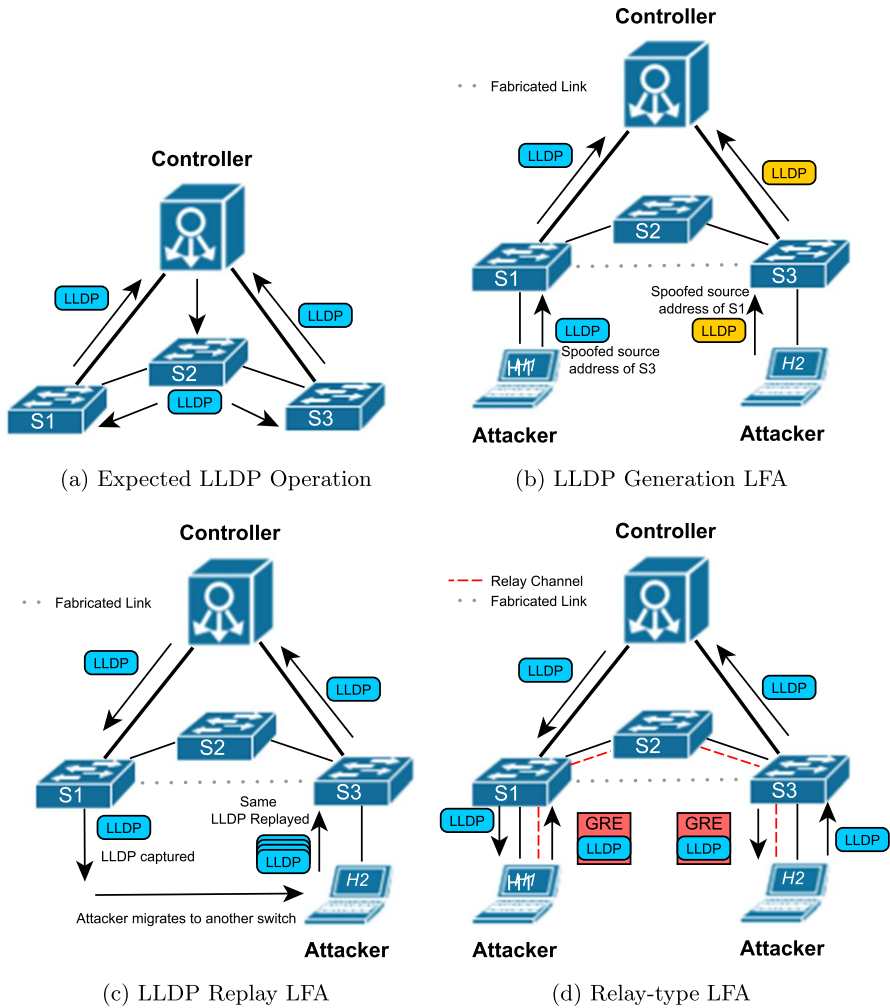 Controller
LLDP
LLDP
S2
LLDP
S1
S3
(a) Expected LLDP Operation
Controller
Fabricated Link
LLDP
LLDP
S2
S1
S3
Spoofed source
address of S1
LLDP
LLDP
Spoofed source
address of S3
H1
H2
Attacker
Attacker
(b) LLDP Generation LFA
Controller
Fabricated Link
LLDP
LLDP
S2
S1
S3
Same
LLDP Replayed
LLDP
LLDP captured
LLDP
H2
Attacker migrates to another switch
Attacker
(c) LLDP Replay LFA
Controller
Relay Channel
Fabricated Link
LLDP
LLDP
S2
S1
S3
LLDP
GRE
LLDP
GRE
LLDP
LLDP
H1
H2
Attacker
Attacker
(d) Relay-type LFA